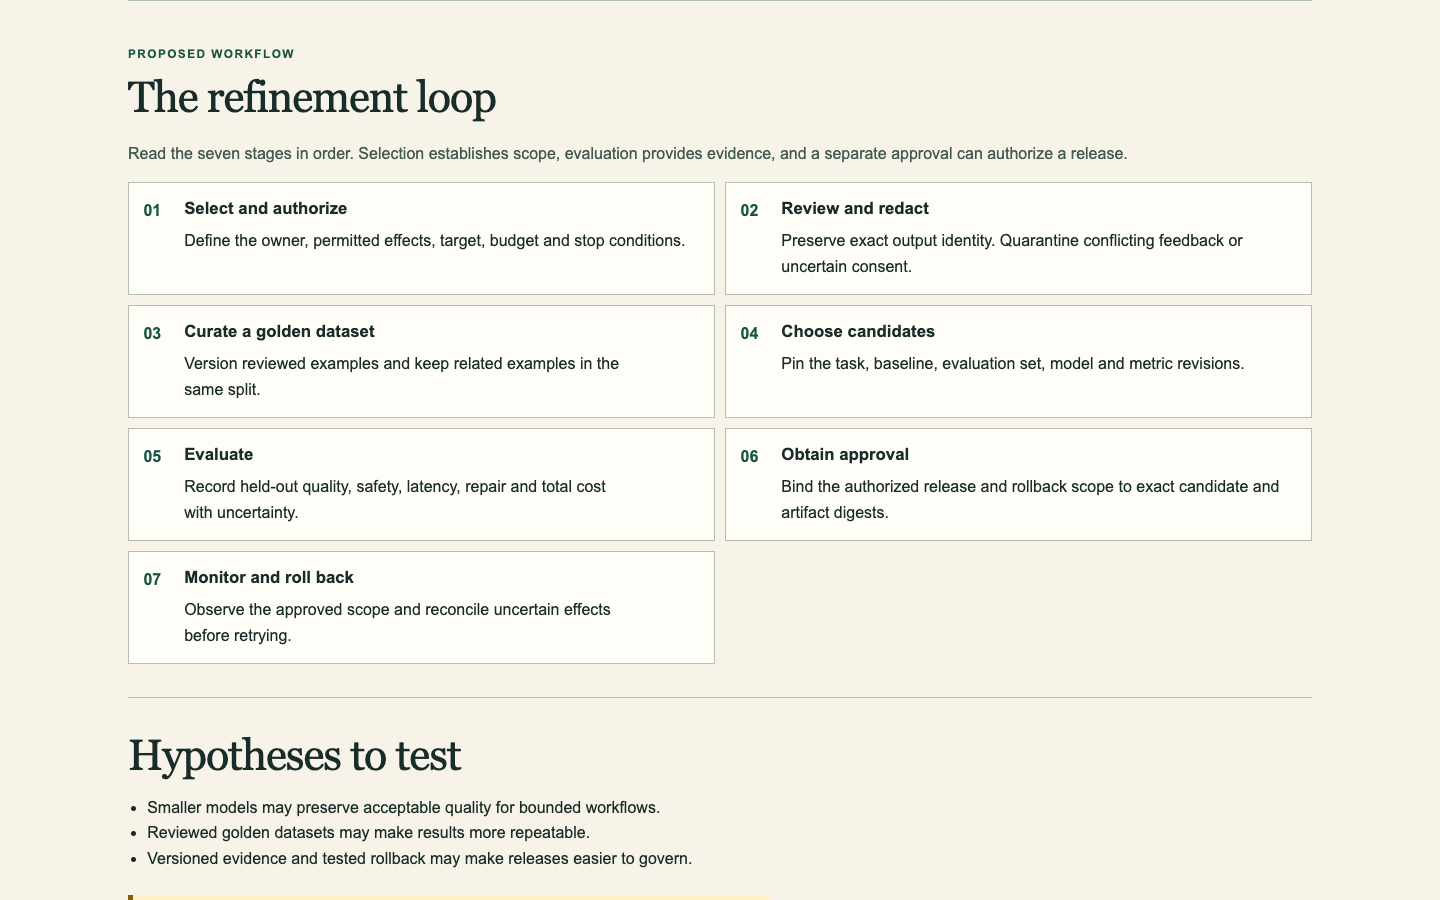 PROPOSED WORKFLOW
The refinement loop
Read the seven stages in order. Selection establishes scope, evaluation provides evidence, and a separate approval can authorize a release.
01 Select and authorize
Define the owner, permitted effects, target, budget and stop conditions.
02 Review and redact
Preserve exact output identity. Quarantine conflicting feedback or
uncertain consent.
03 Curate a golden dataset
Version reviewed examples and keep related examples in the
same split.
04 Choose candidates
Pin the task, baseline, evaluation set, model and metric revisions.
05 Evaluate
Record held-out quality, safety, latency, repair and total cost
with uncertainty.
06 Obtain approval
Bind the authorized release and rollback scope to exact candidate and
artifact digests.
07 Monitor and roll back
Observe the approved scope and reconcile uncertain effects
before retrying.
Hypotheses to test
• Smaller models may preserve acceptable quality for bounded workflows.
• Reviewed golden datasets may make results more repeatable.
• Versioned evidence and tested rollback may make releases easier to govern.